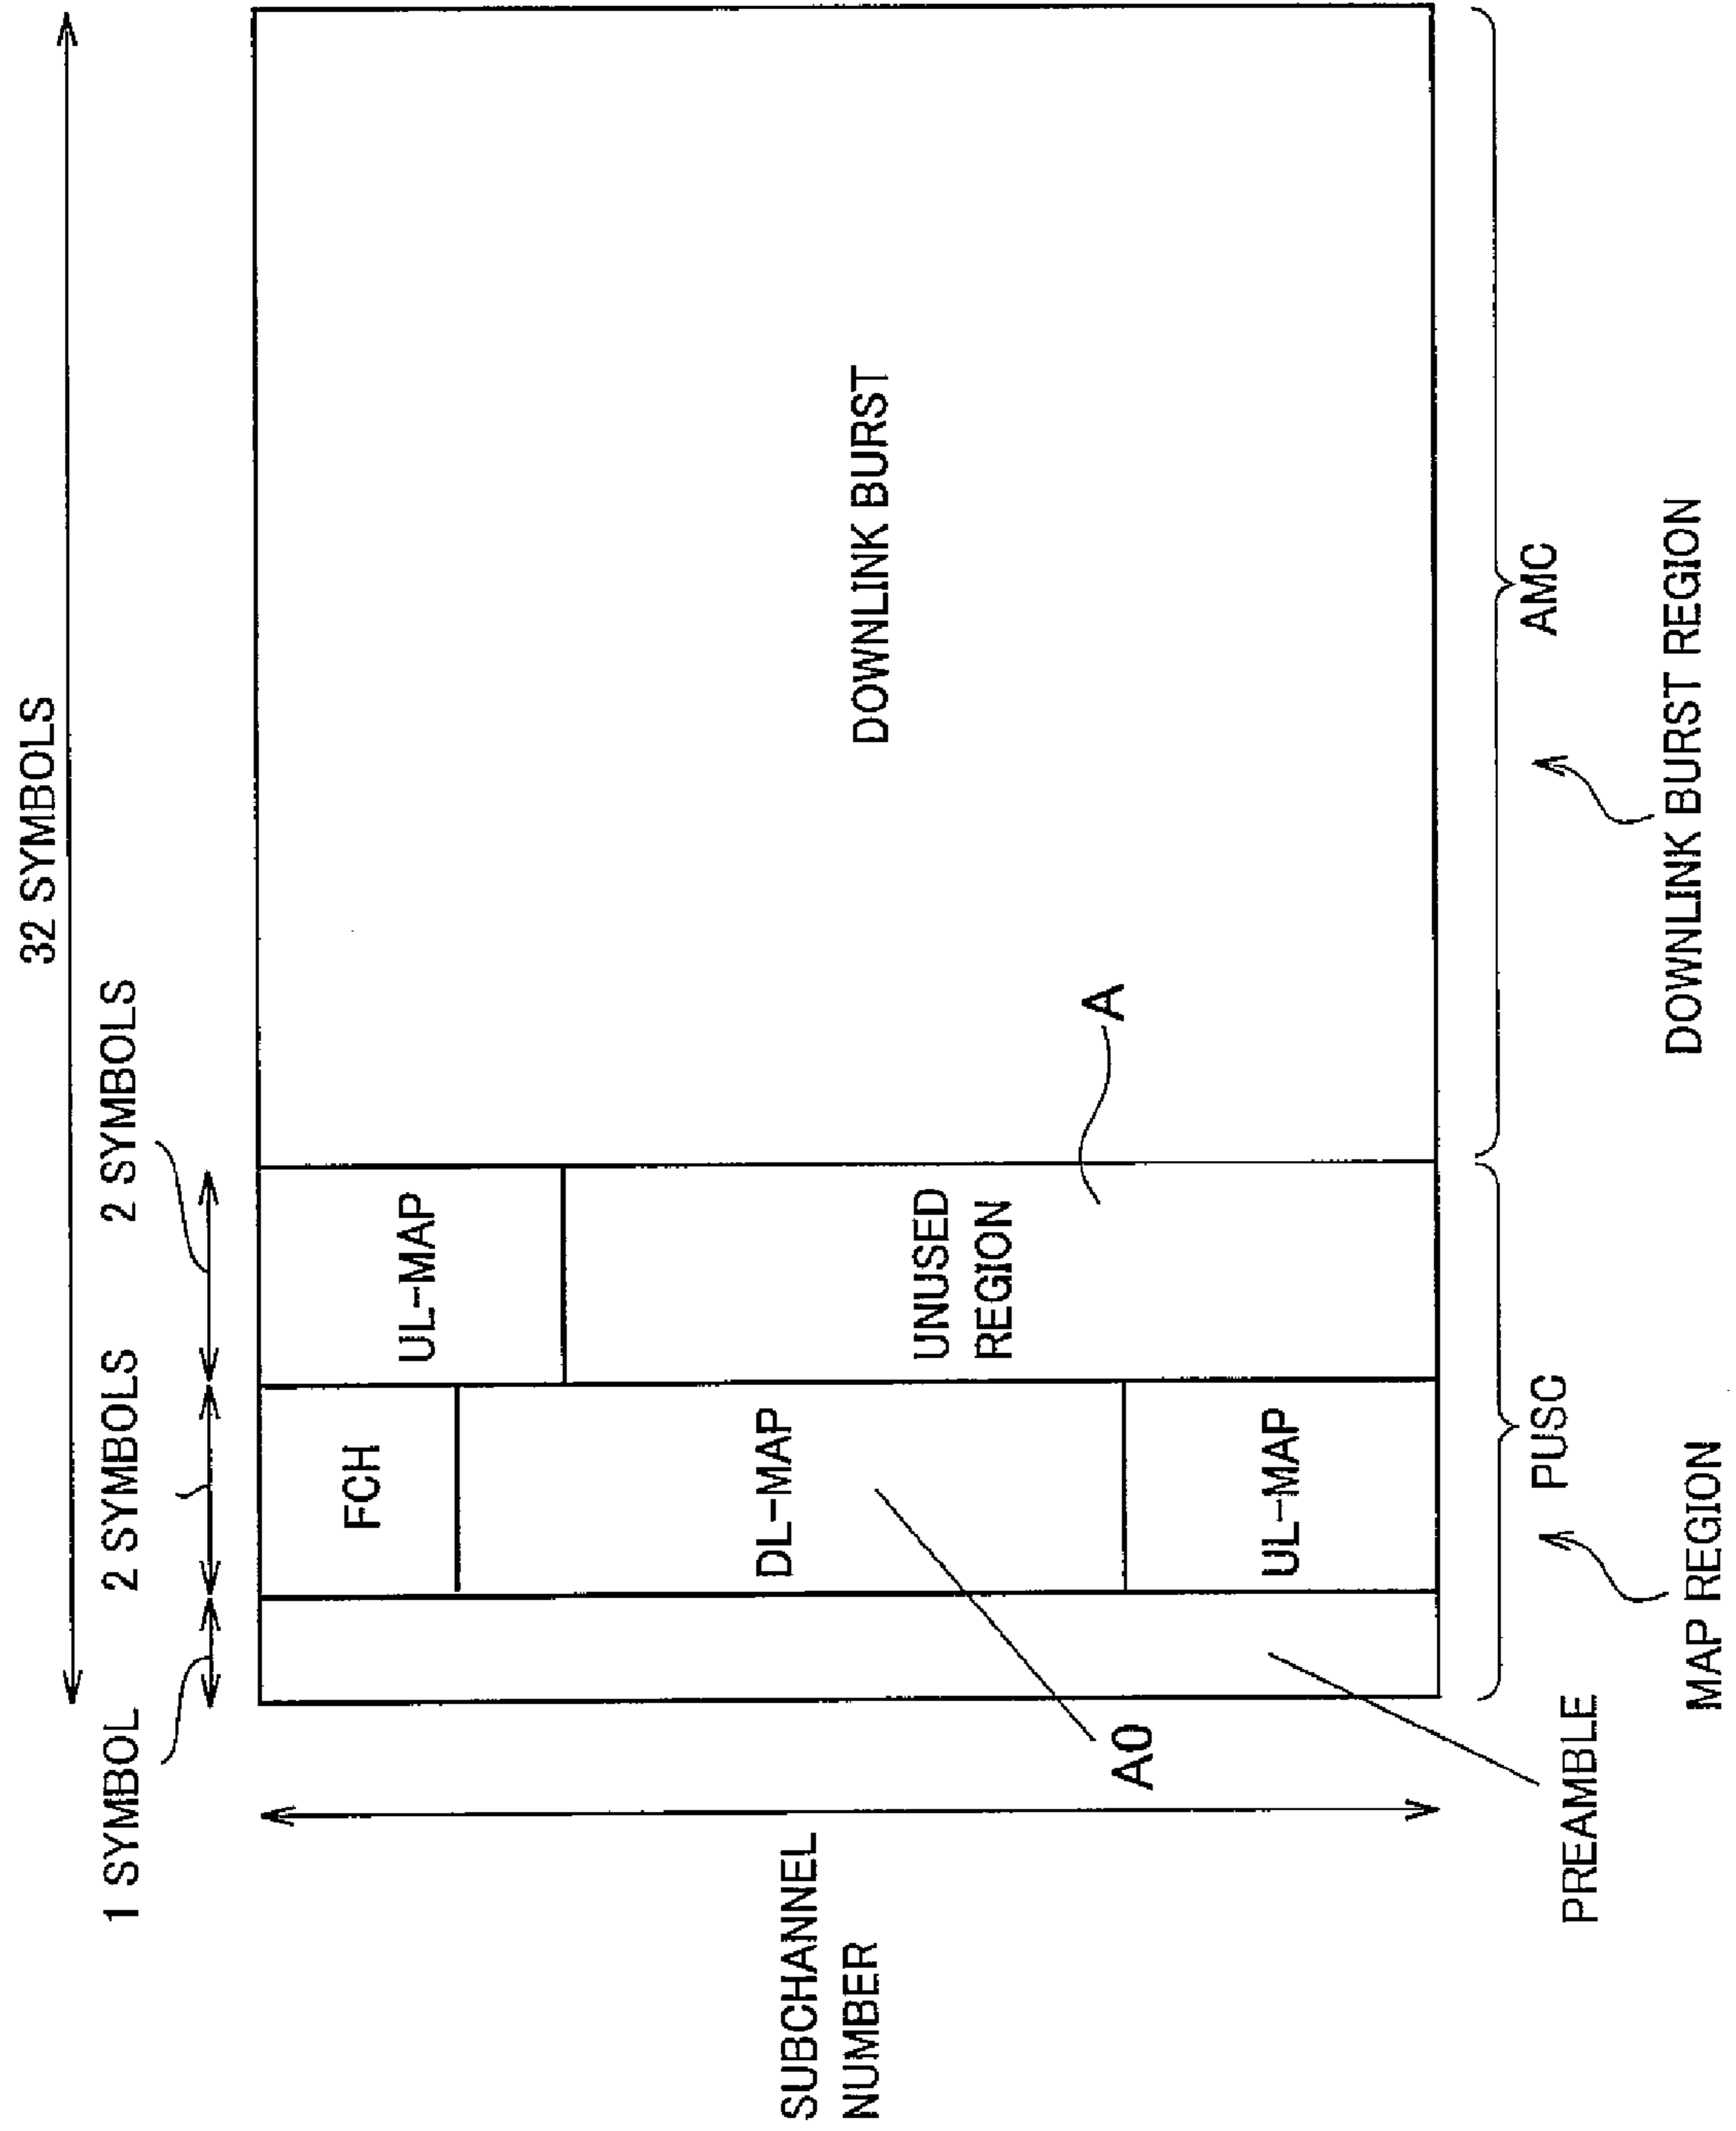 32 SYMBOLS
1 SYMBOL
2 SYMBOLS
2 SYMBOLS
SUBCHANNEL
NUMBER
FCH
DL-MAP
UL-MAP
UL-MAP
UNUSED
REGION
DOWNLINK BURST
A
A0
PREAMBLE
PUSC
AMC
MAP REGION
DOWNLINK BURST REGION